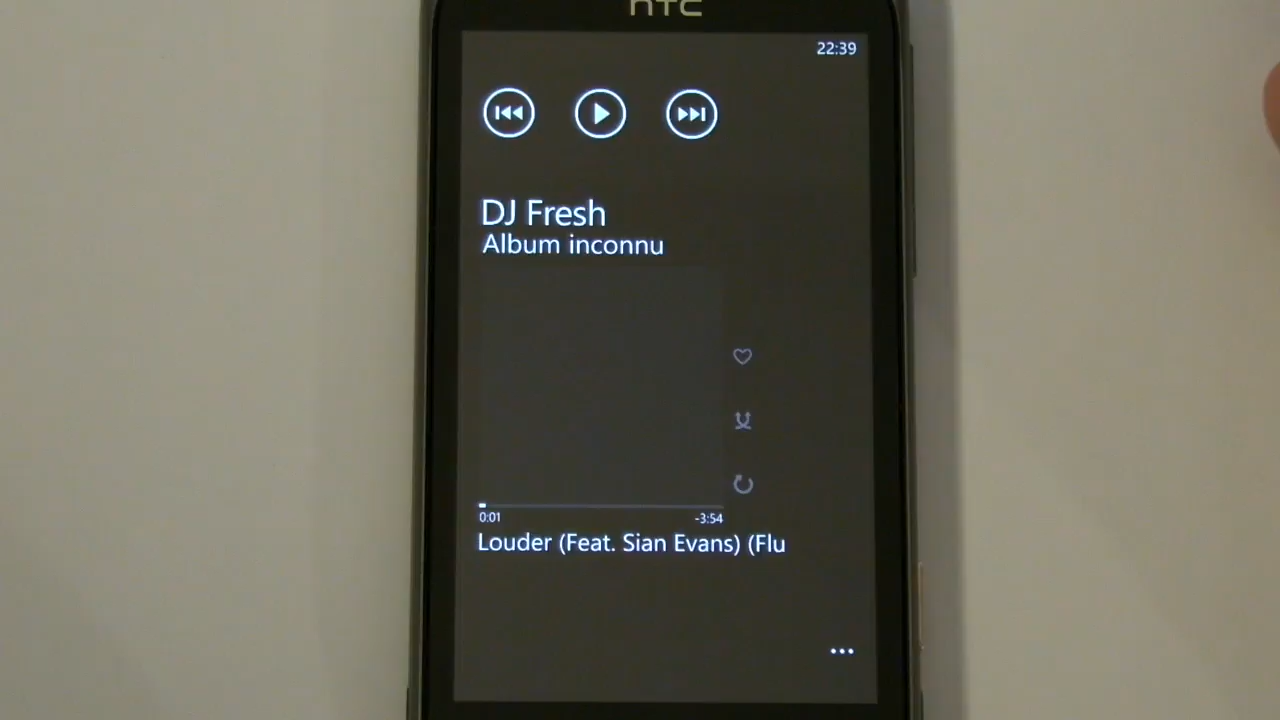 hTC
22:39
DJ Fresh
Album inconnu
0:01
-3:54
Louder (Feat. Sian Evans) (Flu